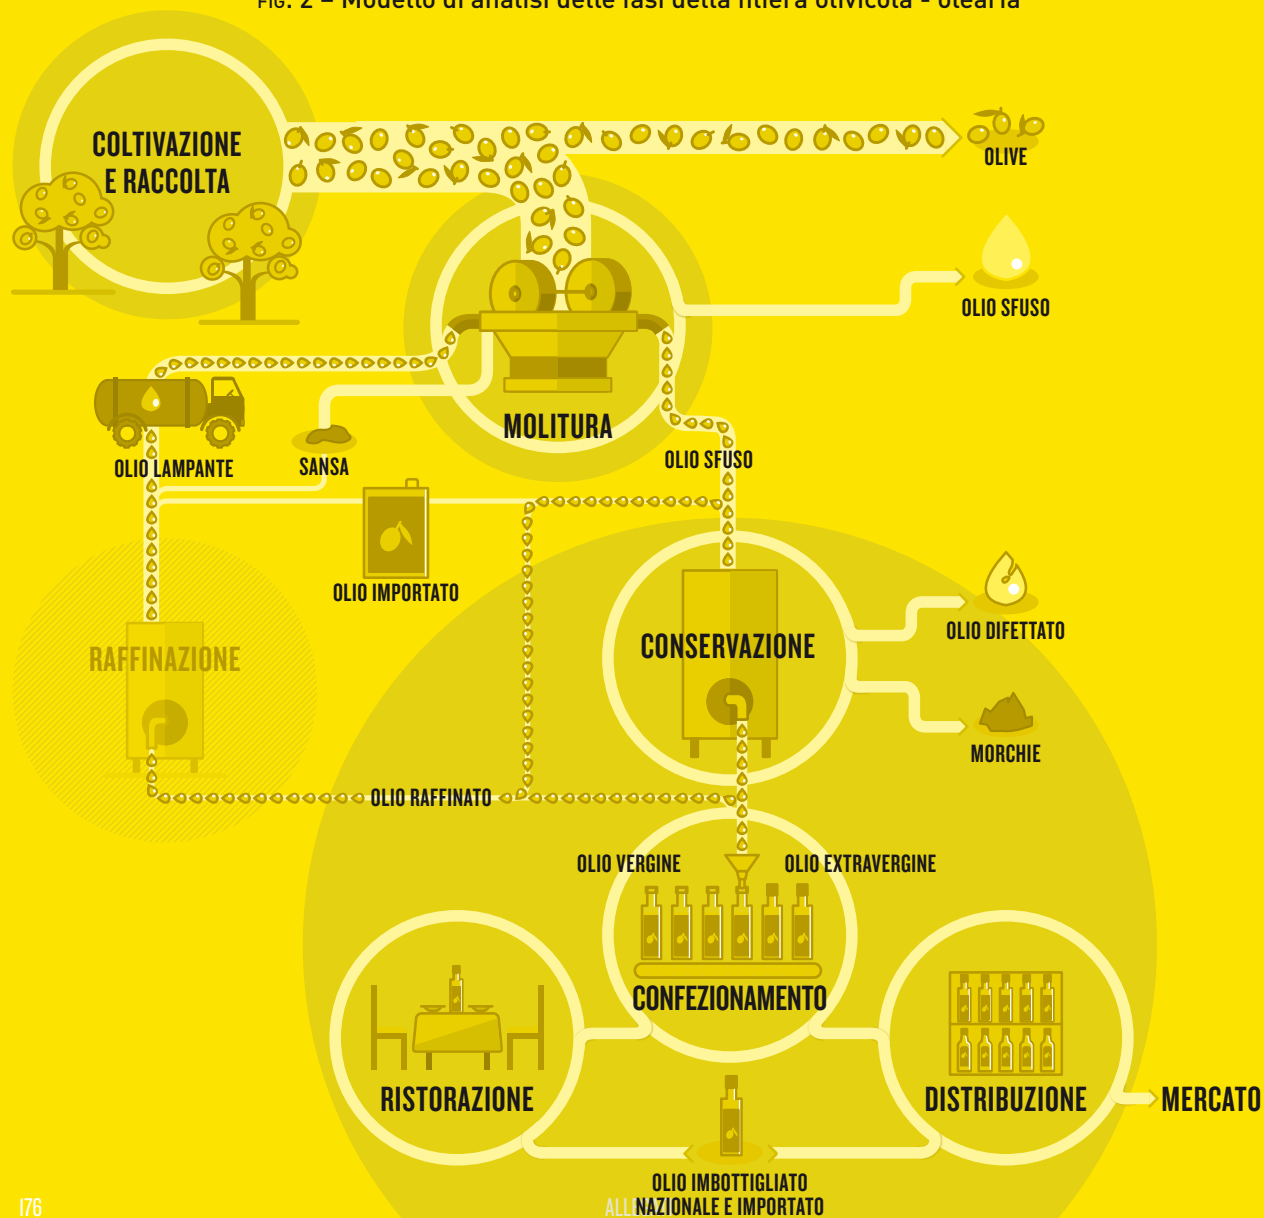 FIG. 2 – Modello di analisi delle fasi della filiera olivicola - olearia
COLTIVAZIONE
E RACCOLTA
OLIVE
OLIO SFUSO
MOLITURA
OLIO SFUSO
OLIO LAMPANTE
SANSA
OLIO IMPORTATO
RAFFINAZIONE
CONSERVAZIONE
OLIO DIFETTATO
MORCHIE
OLIO RAFFINATO
OLIO VERGINE
OLIO EXTRAVERGINE
CONFEZIONAMENTO
RISTORAZIONE
DISTRIBUZIONE
MERCATO
OLIO IMBOTTIGLIATO
NAZIONALE E IMPORTATO
176